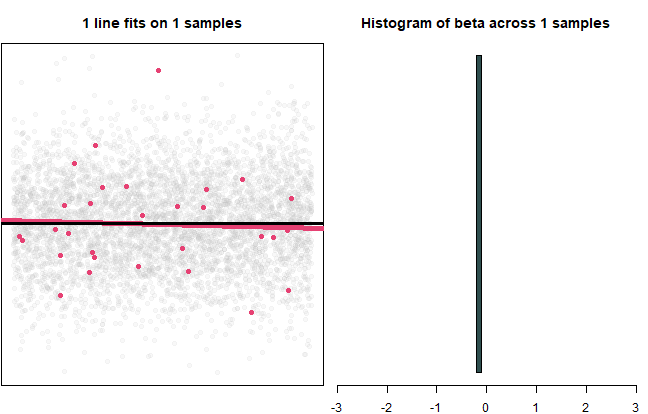 1 line fits on 1 samples
Histogram of beta across 1 samples
-3 -2 -1 0 1 2 3